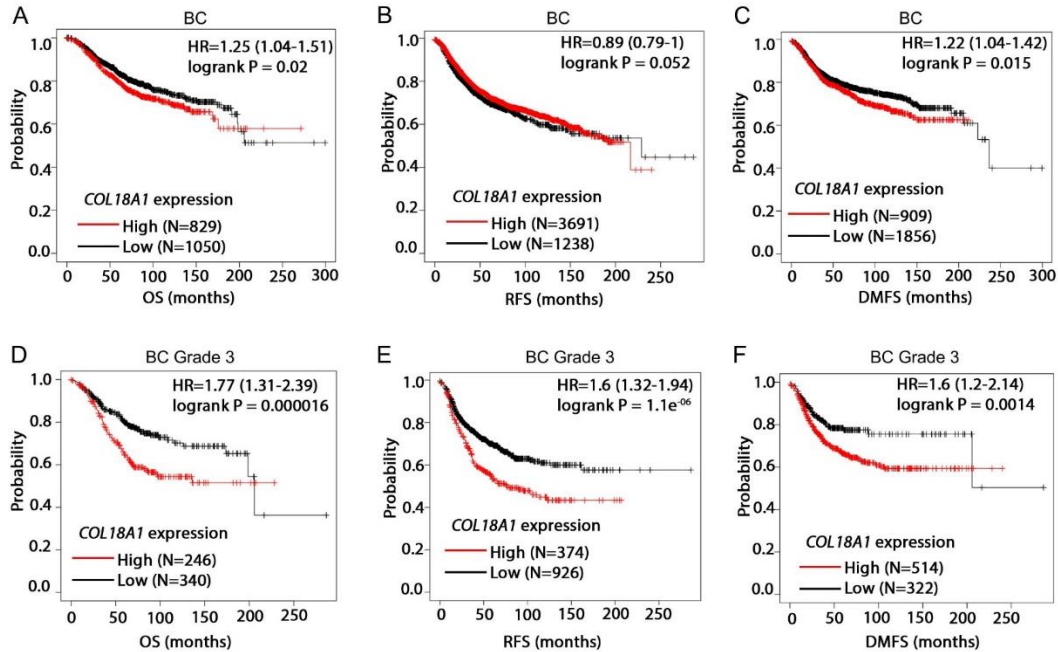 A
BC
HR=1.25 (1.04-1.51)
logrank P = 0.02
Probability
1.0
0.8
0.6
0.4
0.2
0.0
COL18A1 expression
High (N=829)
Low (N=1050)
0 50 100 150 200 250 300
OS (months)
B
BC
HR=0.89 (0.79-1)
logrank P = 0.052
Probability
1.0
0.8
0.6
0.4
0.2
0.0
COL18A1 expression
High (N=3691)
Low (N=1238)
0 50 100 150 200 250
RFS (months)
C
BC
HR=1.22 (1.04-1.42)
logrank P = 0.015
Probability
1.0
0.8
0.6
0.4
0.2
0.0
COL18A1 expression
High (N=909)
Low (N=1856)
0 50 100 150 200 250 300
DMFS (months)
D
BC Grade 3
HR=1.77 (1.31-2.39)
logrank P = 0.000016
Probability
1.0
0.8
0.6
0.4
0.2
0.0
COL18A1 expression
High (N=246)
Low (N=340)
0 50 100 150 200 250
OS (months)
E
BC Grade 3
HR=1.6 (1.32-1.94)
logrank P = 1.1e-06
Probability
1.0
0.8
0.6
0.4
0.2
0.0
COL18A1 expression
High (N=374)
Low (N=926)
0 50 100 150 200 250
RFS (months)
F
BC Grade 3
HR=1.6 (1.2-2.14)
logrank P = 0.0014
Probability
1.0
0.8
0.6
0.4
0.2
0.0
COL18A1 expression
High (N=514)
Low (N=322)
0 50 100 150 200 250
DMFS (months)